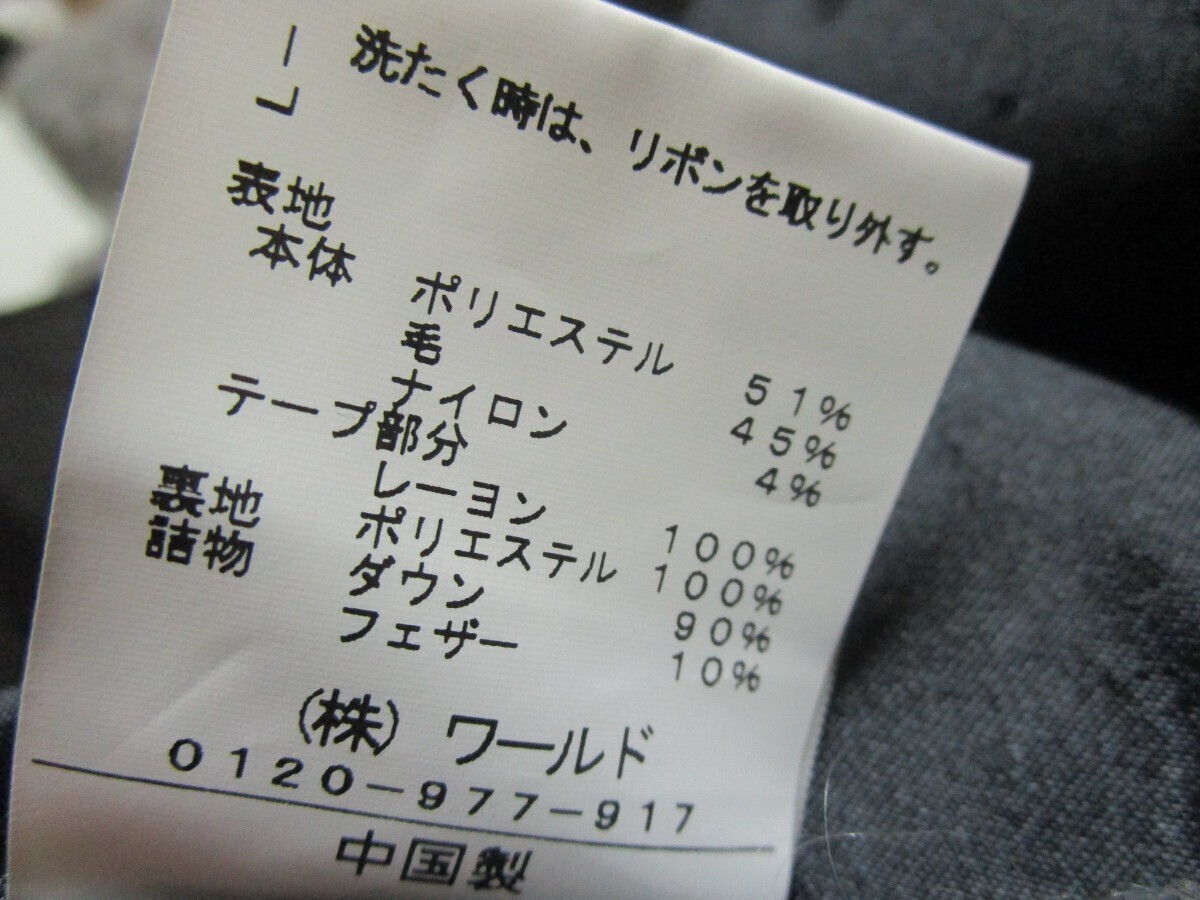 洗たく時は、リボンを取り外す。
表地
本体 ポリエステル 51%
毛 45%
ナイロン 4%
テープ部分
レーヨン 100%
裏地 ポリエステル 100%
詰物 ダウン 90%
フェザー 10%
(株) ワールド
0120-977-917
中国製